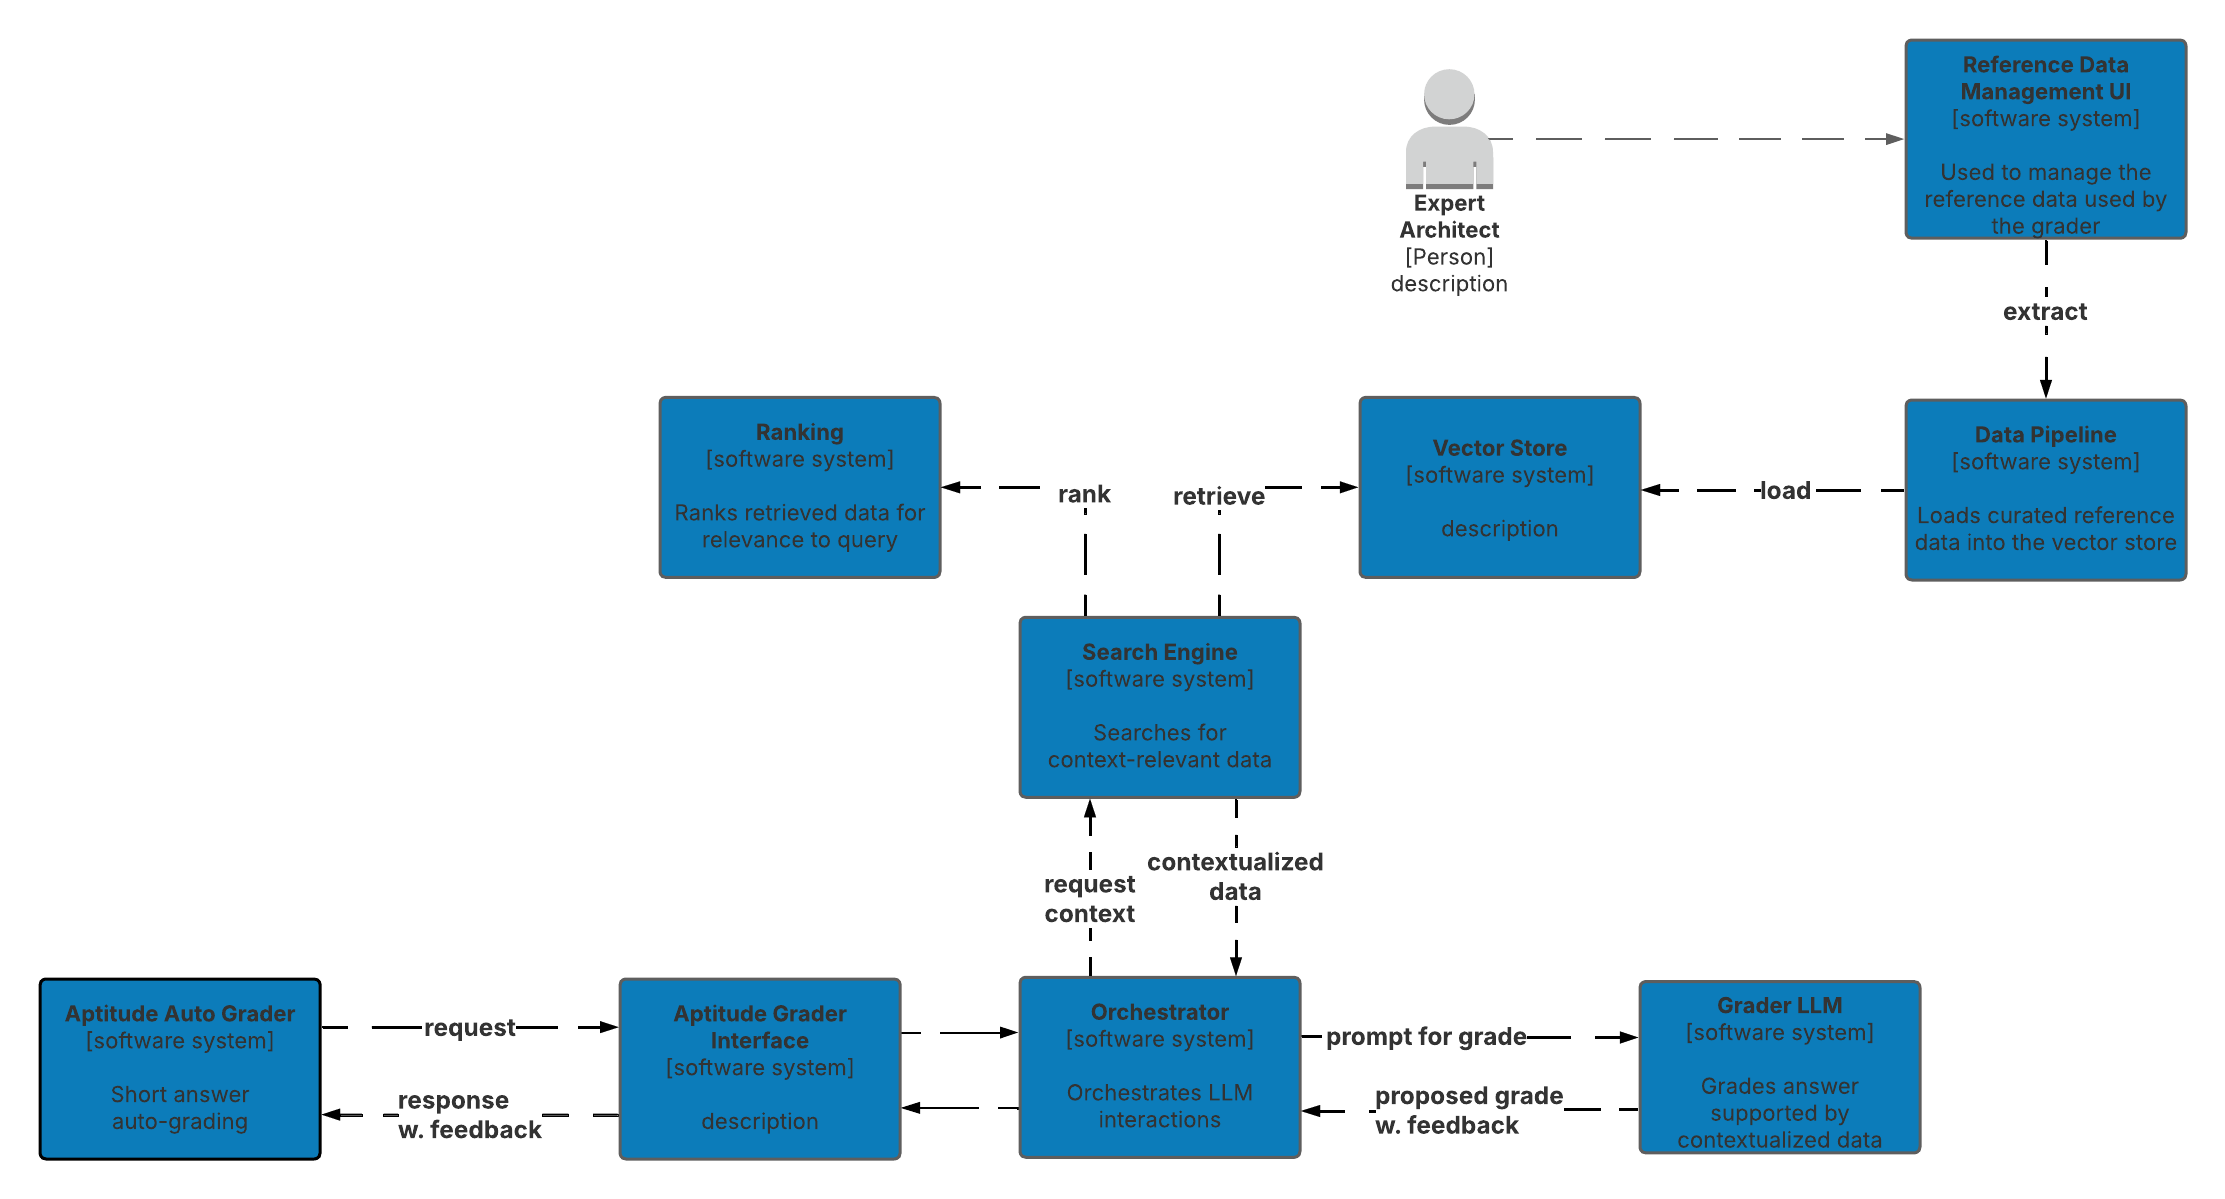 Reference Data
Management UI
[software system]
Used to manage the
reference data used by
the grader
Expert
Architect
[Person]
description
extract
Ranking
[software system]
Ranks retrieved data for
relevance to query
rank
retrieve
Vector Store
[software system]
description
load
Data Pipeline
[software system]
Loads curated reference
data into the vector store
Search Engine
[software system]
Searches for
context-relevant data
request
context
contextualized
data
Aptitude Auto Grader
[software system]
Short answer
auto-grading
request
response
w. feedback
Aptitude Grader
Interface
[software system]
description
Orchestrator
[software system]
Orchestrates LLM
interactions
prompt for grade
proposed grade
w. feedback
Grader LLM
[software system]
Grades answer
supported by
contextualized data